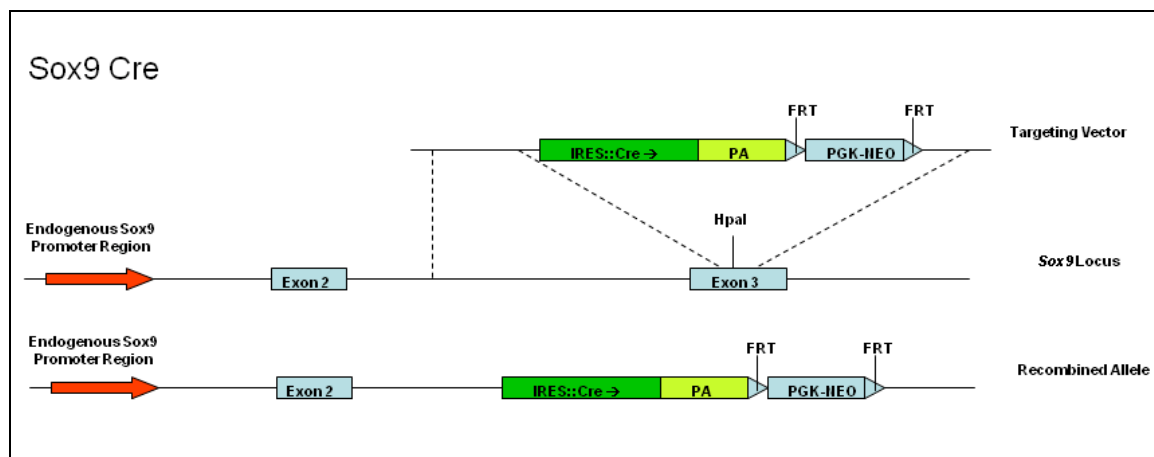 Sox9 Cre
FRT
FRT
Targeting Vector
IRES::Cre →
PA
PGK-NEO
HpaI
Endogenous Sox9
Promoter Region
Sox9 Locus
Exon 2
Exon 3
Endogenous Sox9
Promoter Region
FRT
FRT
Recombined Allele
Exon 2
IRES::Cre →
PA
PGK-NEO